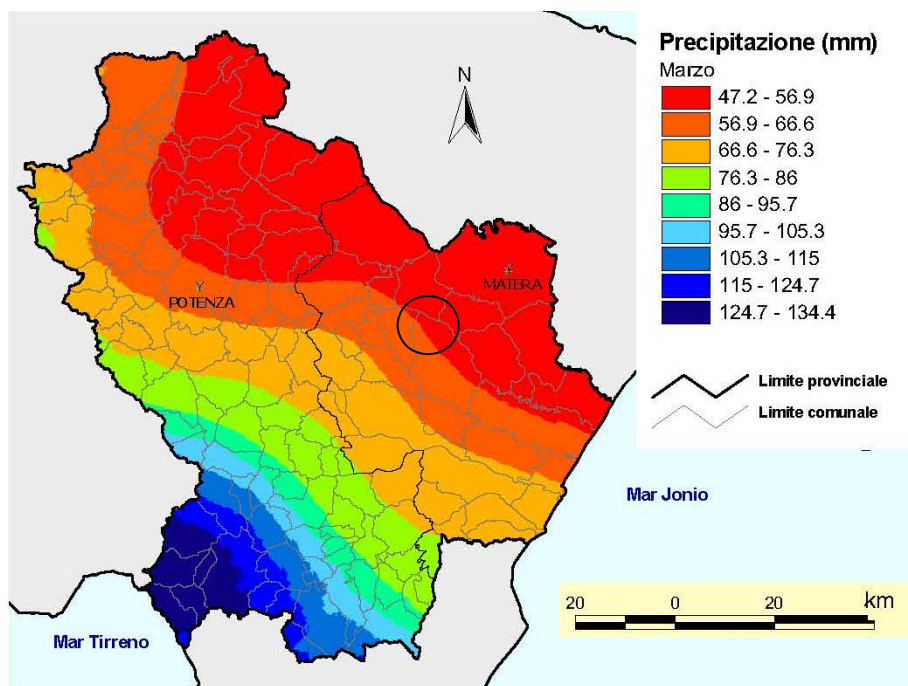 Precipitazione (mm)
Marzo
47.2 - 56.9
56.9 - 66.6
66.6 - 76.3
76.3 - 86
86 - 95.7
95.7 - 105.3
105.3 - 115
115 - 124.7
124.7 - 134.4
Limite provinciale
Limite comunale
N
MATERA
POTENZA
Mar Jonio
Mar Tirreno
20 0 20 km